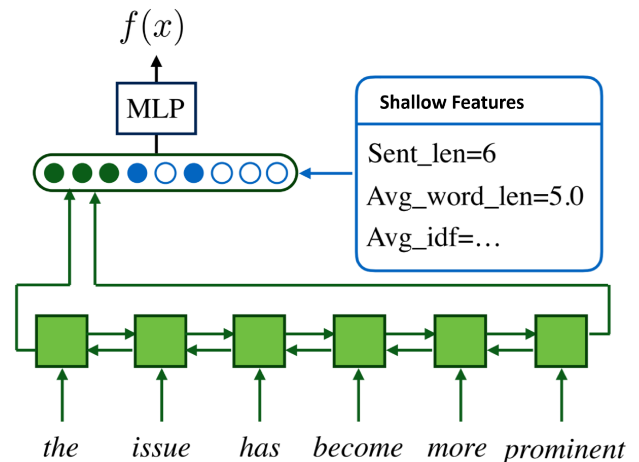 f(x)
MLP
Shallow Features
Sent_len=6
Avg_word_len=5.0
Avg_idf=…
the issue has become more prominent